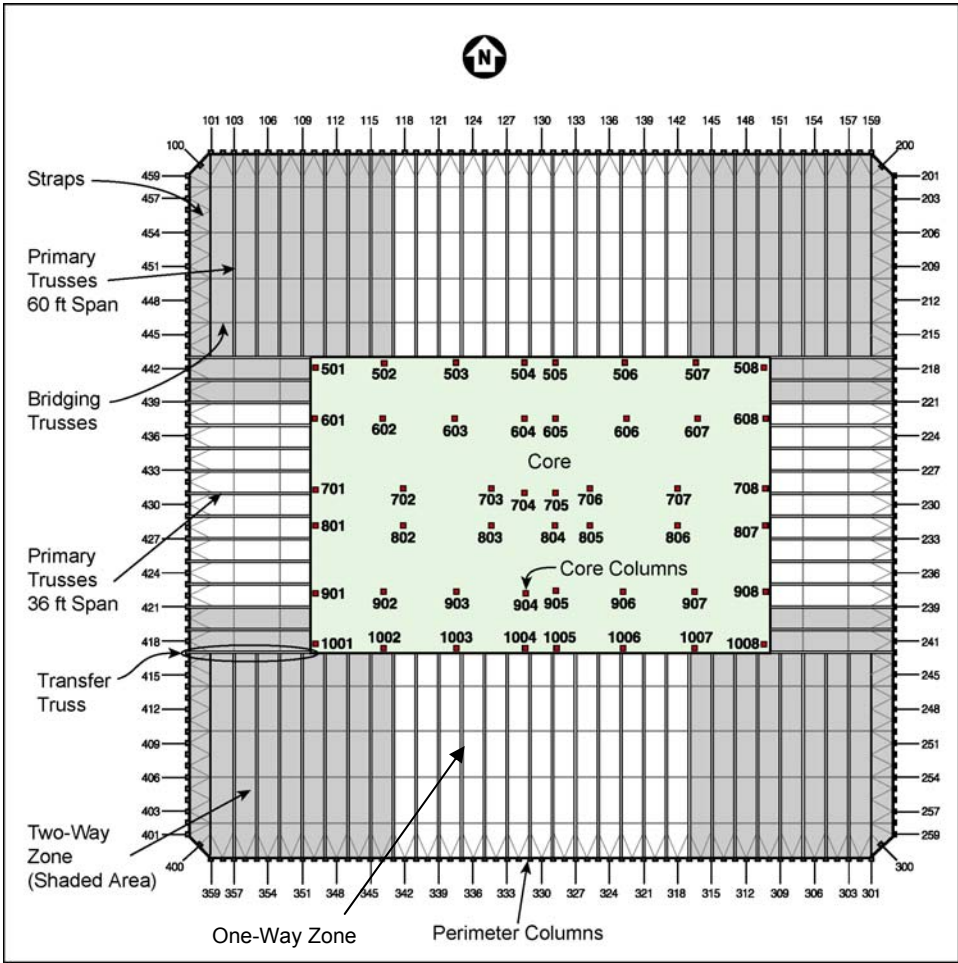 N
101 103 106 109 112 115 118 121 124 127 130 133 136 139 142 145 148 151 154 157 159
100
200
Straps
459
457
454
451
448
445
442
439
436
433
430
427
424
421
418
415
412
409
406
403
401
201
203
206
209
212
215
218
221
224
227
230
233
236
239
241
245
248
251
254
257
259
Primary
Trusses
60 ft Span
Bridging
Trusses
Primary
Trusses
36 ft Span
Transfer
Truss
Two-Way
Zone
(Shaded Area)
501 502 503 504 505 506 507 508
601 602 603 604 605 606 607 608
Core
701 702 703 704 705 706 707 708
801 802 803 804 805 806 807
Core Columns
901 902 903 904 905 906 907 908
1001 1002 1003 1004 1005 1006 1007 1008
400
300
359 357 354 351 348 345 342 339 336 333 330 327 324 321 318 315 309 306 303 301
One-Way Zone
Perimeter Columns